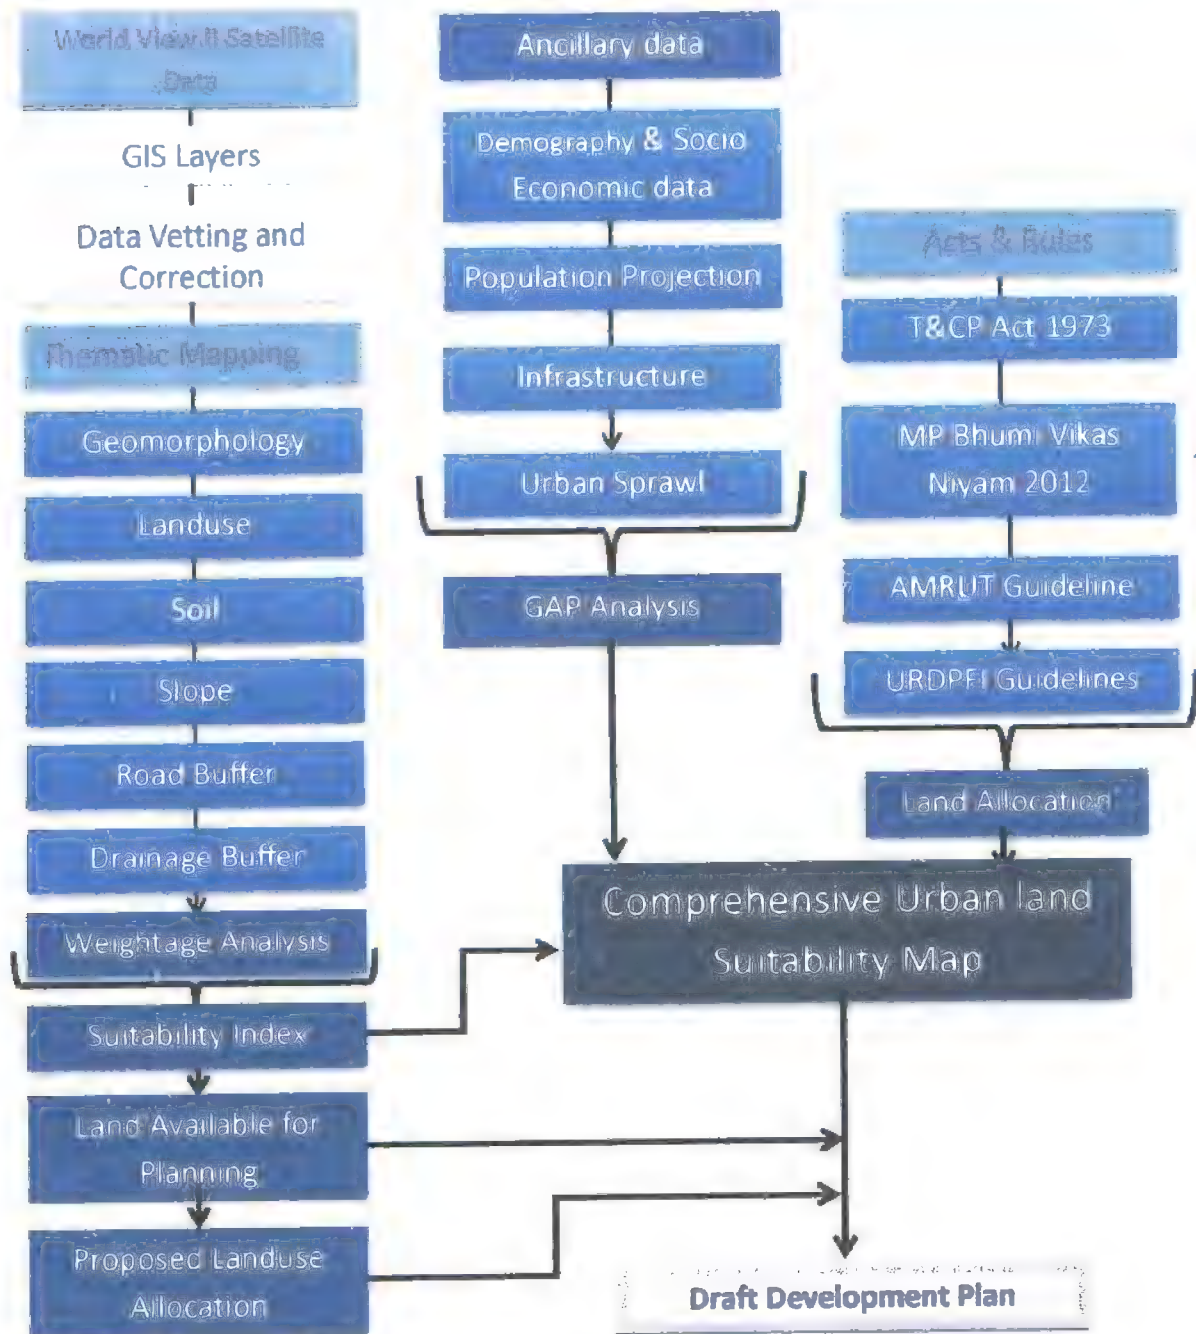 World View II Satellite
Data
GIS Layers
Data Vetting and
Correction
Thematic Mapping
Geomorphology
Landuse
Soil
Slope
Road Buffer
Drainage Buffer
Weightage Analysis
Suitability Index
Land Available for
Planning
Proposed Landuse
Allocation
Ancillary data
Demography & Socio
Economic data
Population Projection
Infrastructure
Urban Sprawl
GAP Analysis
Acts & Rules
T&CP Act 1973
MP Bhumi Vikas
Niyam 2012
AMRUT Guideline
URDPFI Guidelines
Land Allocation
Comprehensive Urban land
Suitability Map
Draft Development Plan